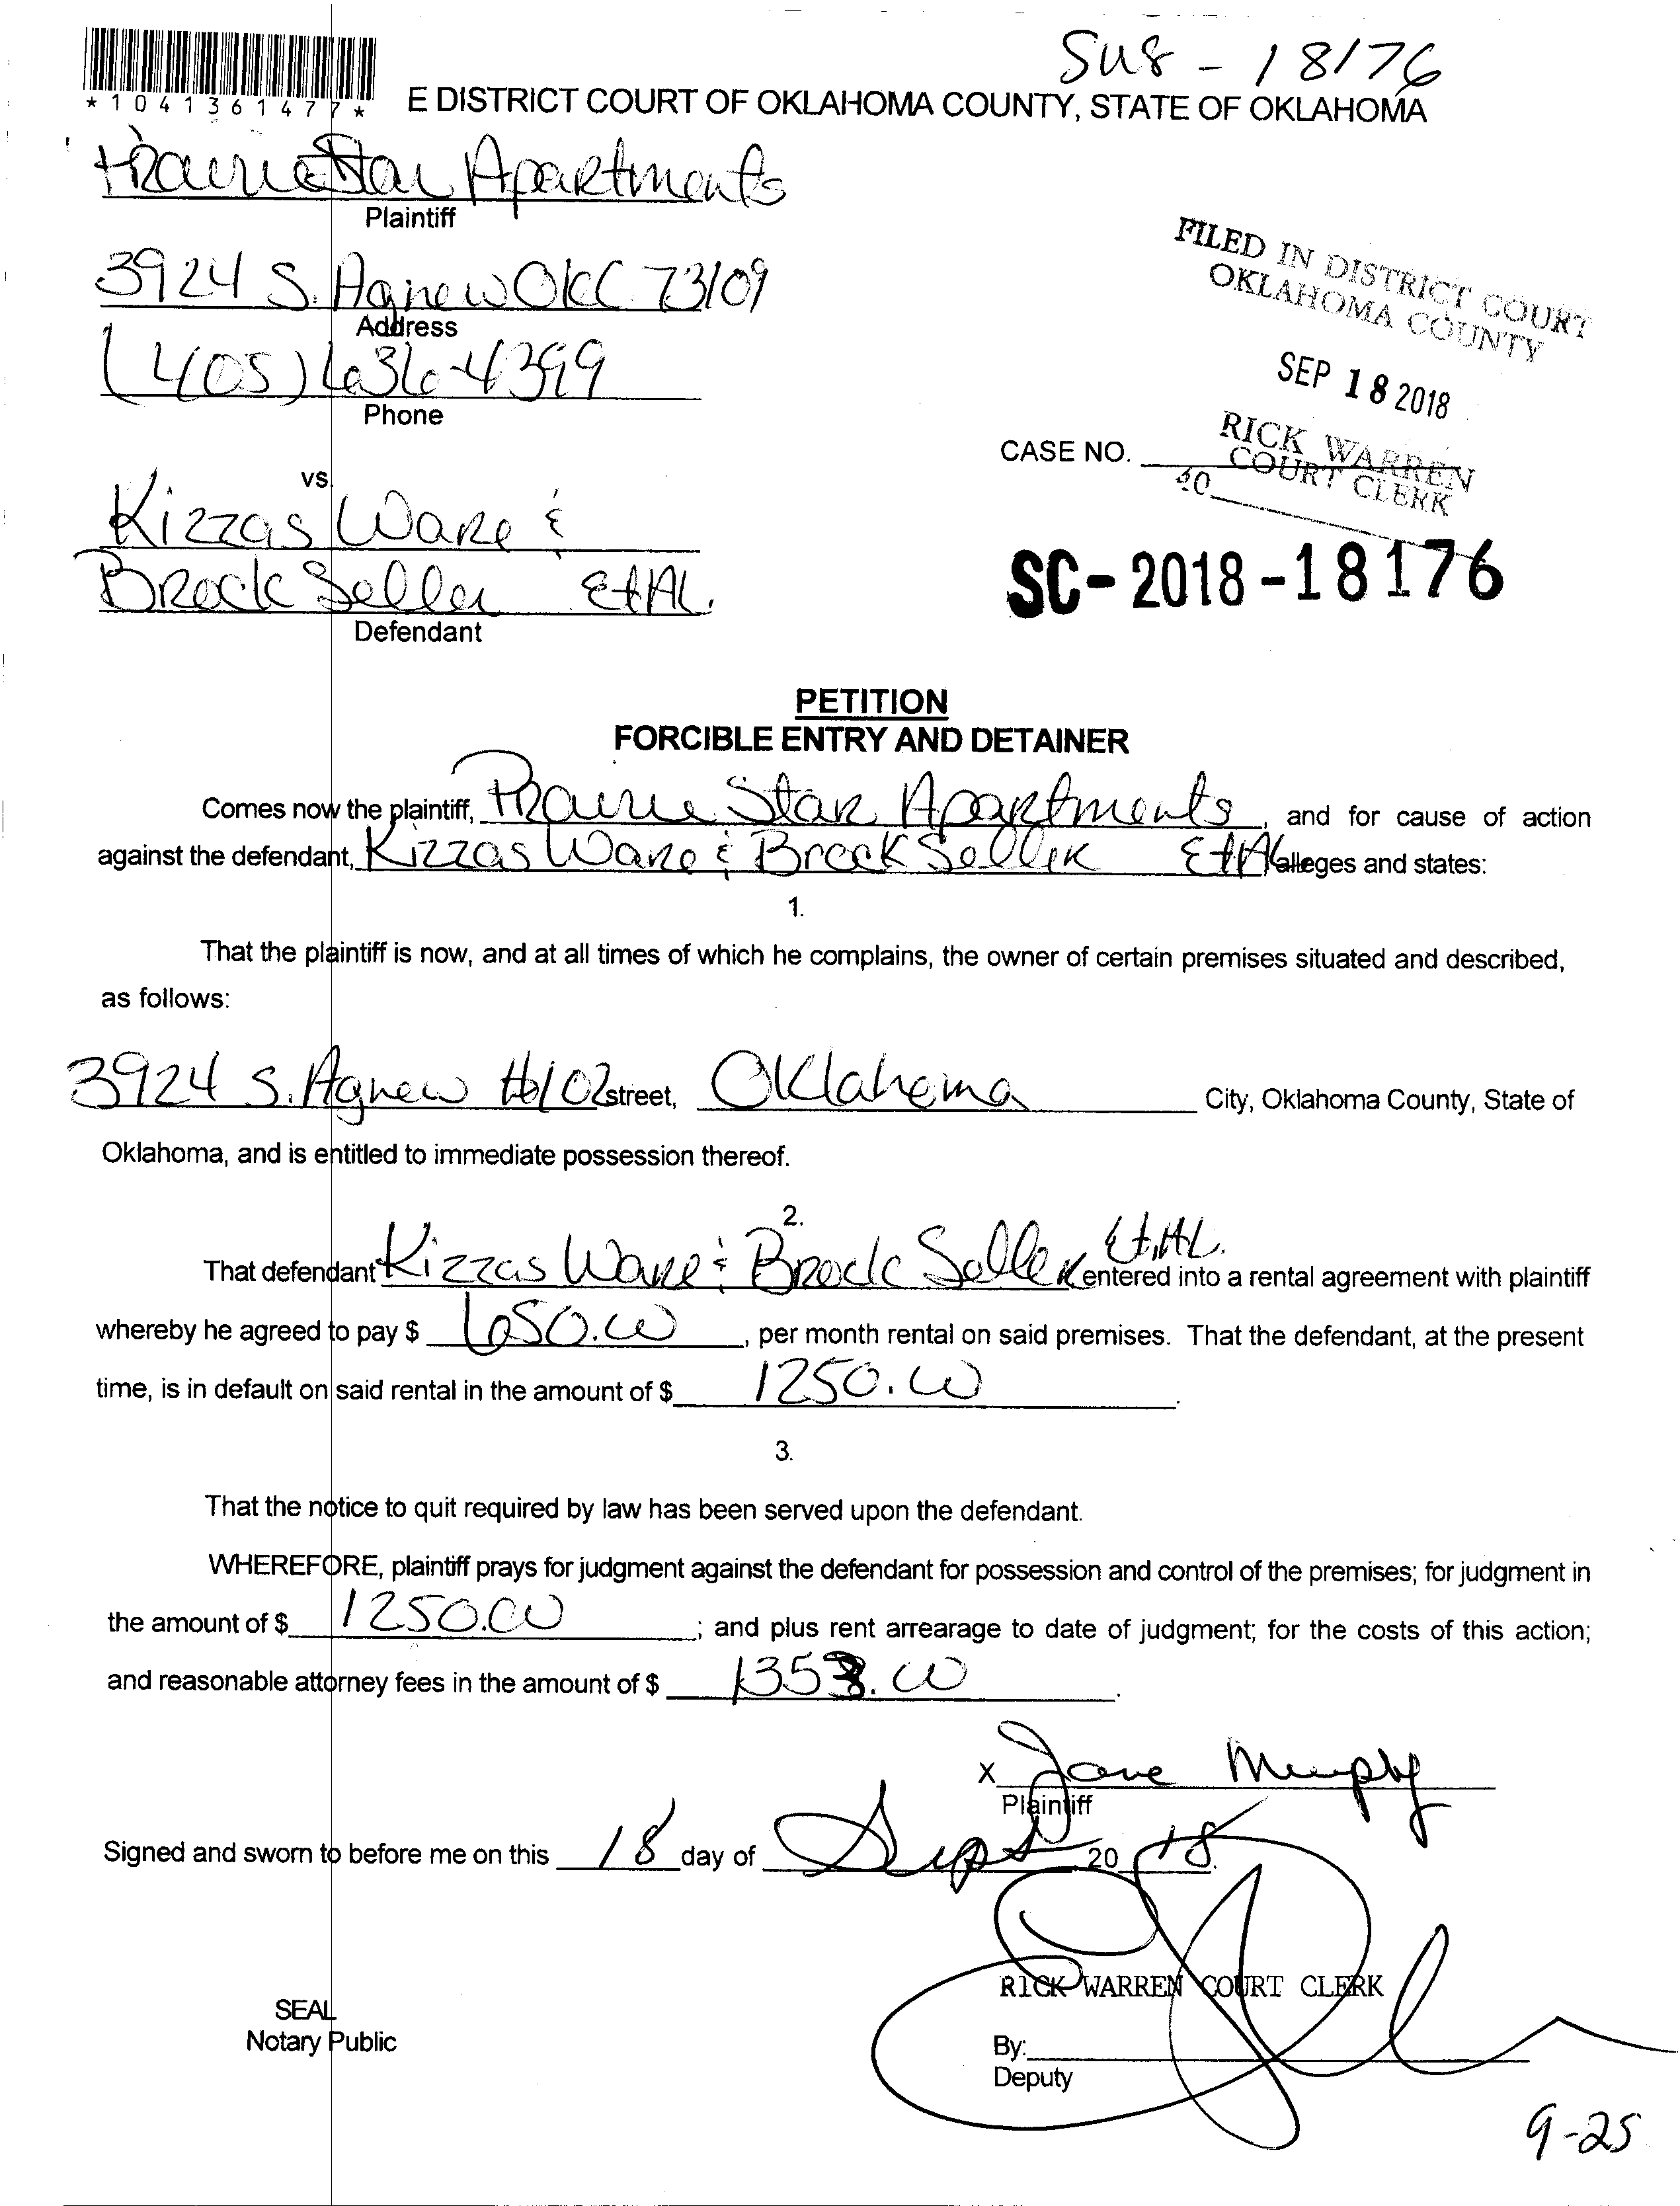 SUS - 18176
*1041361477*
E DISTRICT COURT OF OKLAHOMA COUNTY, STATE OF OKLAHOMA
Prairie Star Apartments
Plaintiff
3924 S. Agnew OKC 73109
Address
(405) 636-4399
Phone
FILED IN DISTRICT COURT
OKLAHOMA COUNTY
SEP 18 2018
RICK WARREN
COURT CLERK
CASE NO.
vs.
Kizzas Ware &
Brock Seller Et AL.
Defendant
SC-2018-18176
PETITION
FORCIBLE ENTRY AND DETAINER
Comes now the plaintiff, Prairie Star Apartments, and for cause of action
against the defendant, Kizzas Ware & Brock Seller Et AL alleges and states:
1.
That the plaintiff is now, and at all times of which he complains, the owner of certain premises situated and described,
as follows:
3924 S. Agnew #102 street, Oklahoma City, Oklahoma County, State of
Oklahoma, and is entitled to immediate possession thereof.
2.
That defendant Kizzas Ware & Brock Seller Et, AL. entered into a rental agreement with plaintiff
whereby he agreed to pay $ 650.00, per month rental on said premises. That the defendant, at the present
time, is in default on said rental in the amount of $ 1250.00.
3.
That the notice to quit required by law has been served upon the defendant.
WHEREFORE, plaintiff prays for judgment against the defendant for possession and control of the premises; for judgment in
the amount of $ 1250.00; and plus rent arrearage to date of judgment; for the costs of this action;
and reasonable attorney fees in the amount of $ 1353.00.
X Jane Murphy
Plaintiff
Signed and sworn to before me on this 18 day of Sept 20 18.
RICK WARREN COURT CLERK
SEAL
Notary Public
By:
Deputy
9-25